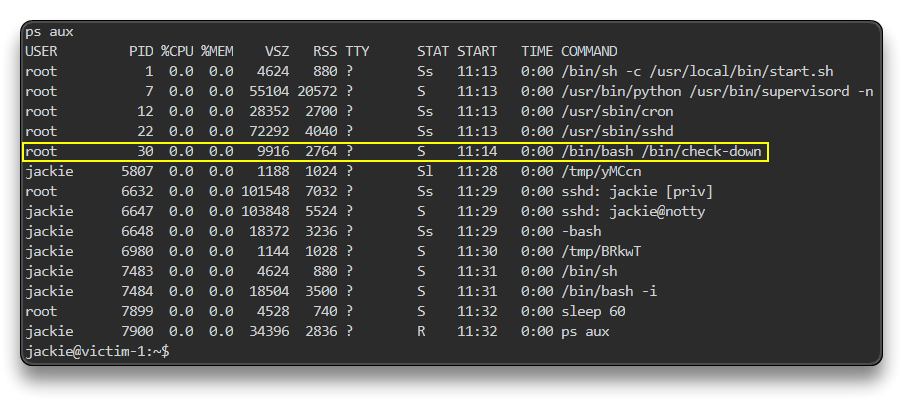 ps aux
USER       PID %CPU %MEM    VSZ   RSS TTY      STAT START   TIME COMMAND
root         1  0.0  0.0   4624   880 ?        Ss   11:13   0:00 /bin/sh -c /usr/local/bin/start.sh
root         7  0.0  0.0  55104 20572 ?        S    11:13   0:00 /usr/bin/python /usr/bin/supervisord -n
root        12  0.0  0.0  28352  2700 ?        Ss   11:13   0:00 /usr/sbin/cron
root        22  0.0  0.0  72292  4040 ?        Ss   11:13   0:00 /usr/sbin/sshd
root        30  0.0  0.0   9916  2764 ?        S    11:14   0:00 /bin/bash /bin/check-down
jackie    5807  0.0  0.0   1188  1024 ?        Sl   11:28   0:00 /tmp/yMCcn
root      6632  0.0  0.0 101548  7032 ?        Ss   11:29   0:00 sshd: jackie [priv]
jackie    6647  0.0  0.0 103848  5524 ?        S    11:29   0:00 sshd: jackie@notty
jackie    6648  0.0  0.0  18372  3236 ?        Ss   11:29   0:00 -bash
jackie    6980  0.0  0.0   1144  1028 ?        S    11:30   0:00 /tmp/BRkwT
jackie    7483  0.0  0.0   4624   880 ?        S    11:31   0:00 /bin/sh
jackie    7484  0.0  0.0  18504  3500 ?        S    11:31   0:00 /bin/bash -i
root      7899  0.0  0.0   4528   740 ?        S    11:32   0:00 sleep 60
jackie    7900  0.0  0.0  34396  2836 ?        R    11:32   0:00 ps aux
jackie@victim-1:~$